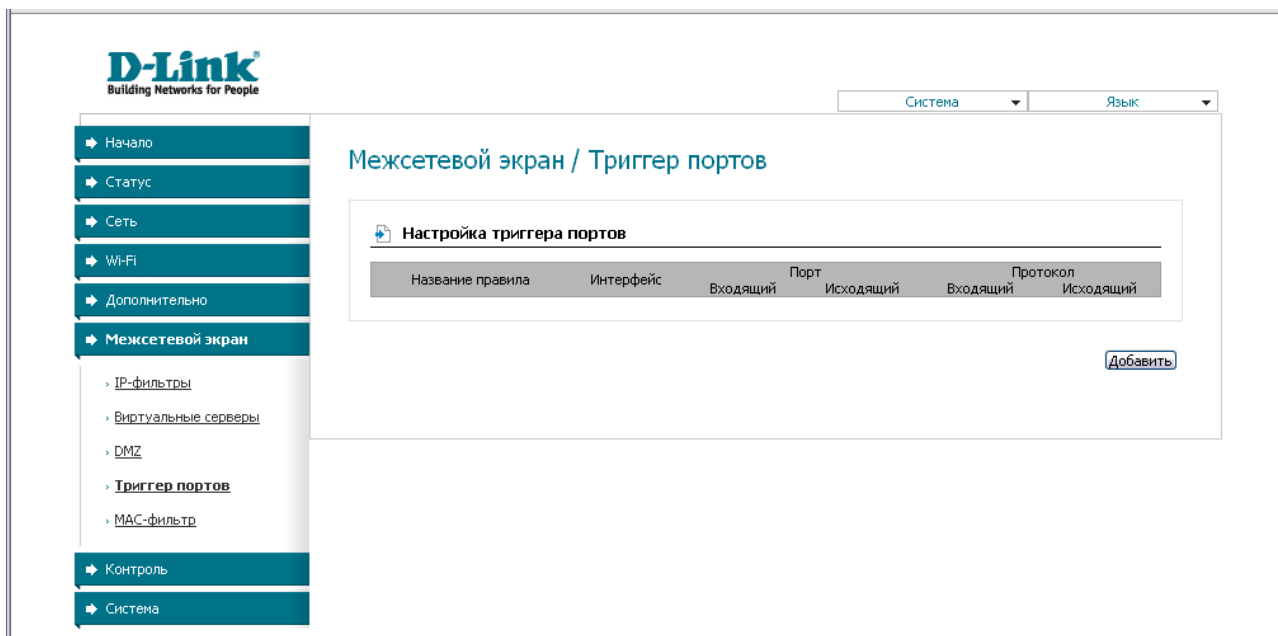 D-Link
Building Networks for People
Система
Язык
Начало
Статус
Сеть
Wi-Fi
Дополнительно
Межсетевой экран
IP-фильтры
Виртуальные серверы
DMZ
Триггер портов
MAC-фильтр
Контроль
Система
Межсетевой экран / Триггер портов
Настройка триггера портов
Название правила Интерфейс Порт Протокол
Входящий Исходящий Входящий Исходящий
Добавить